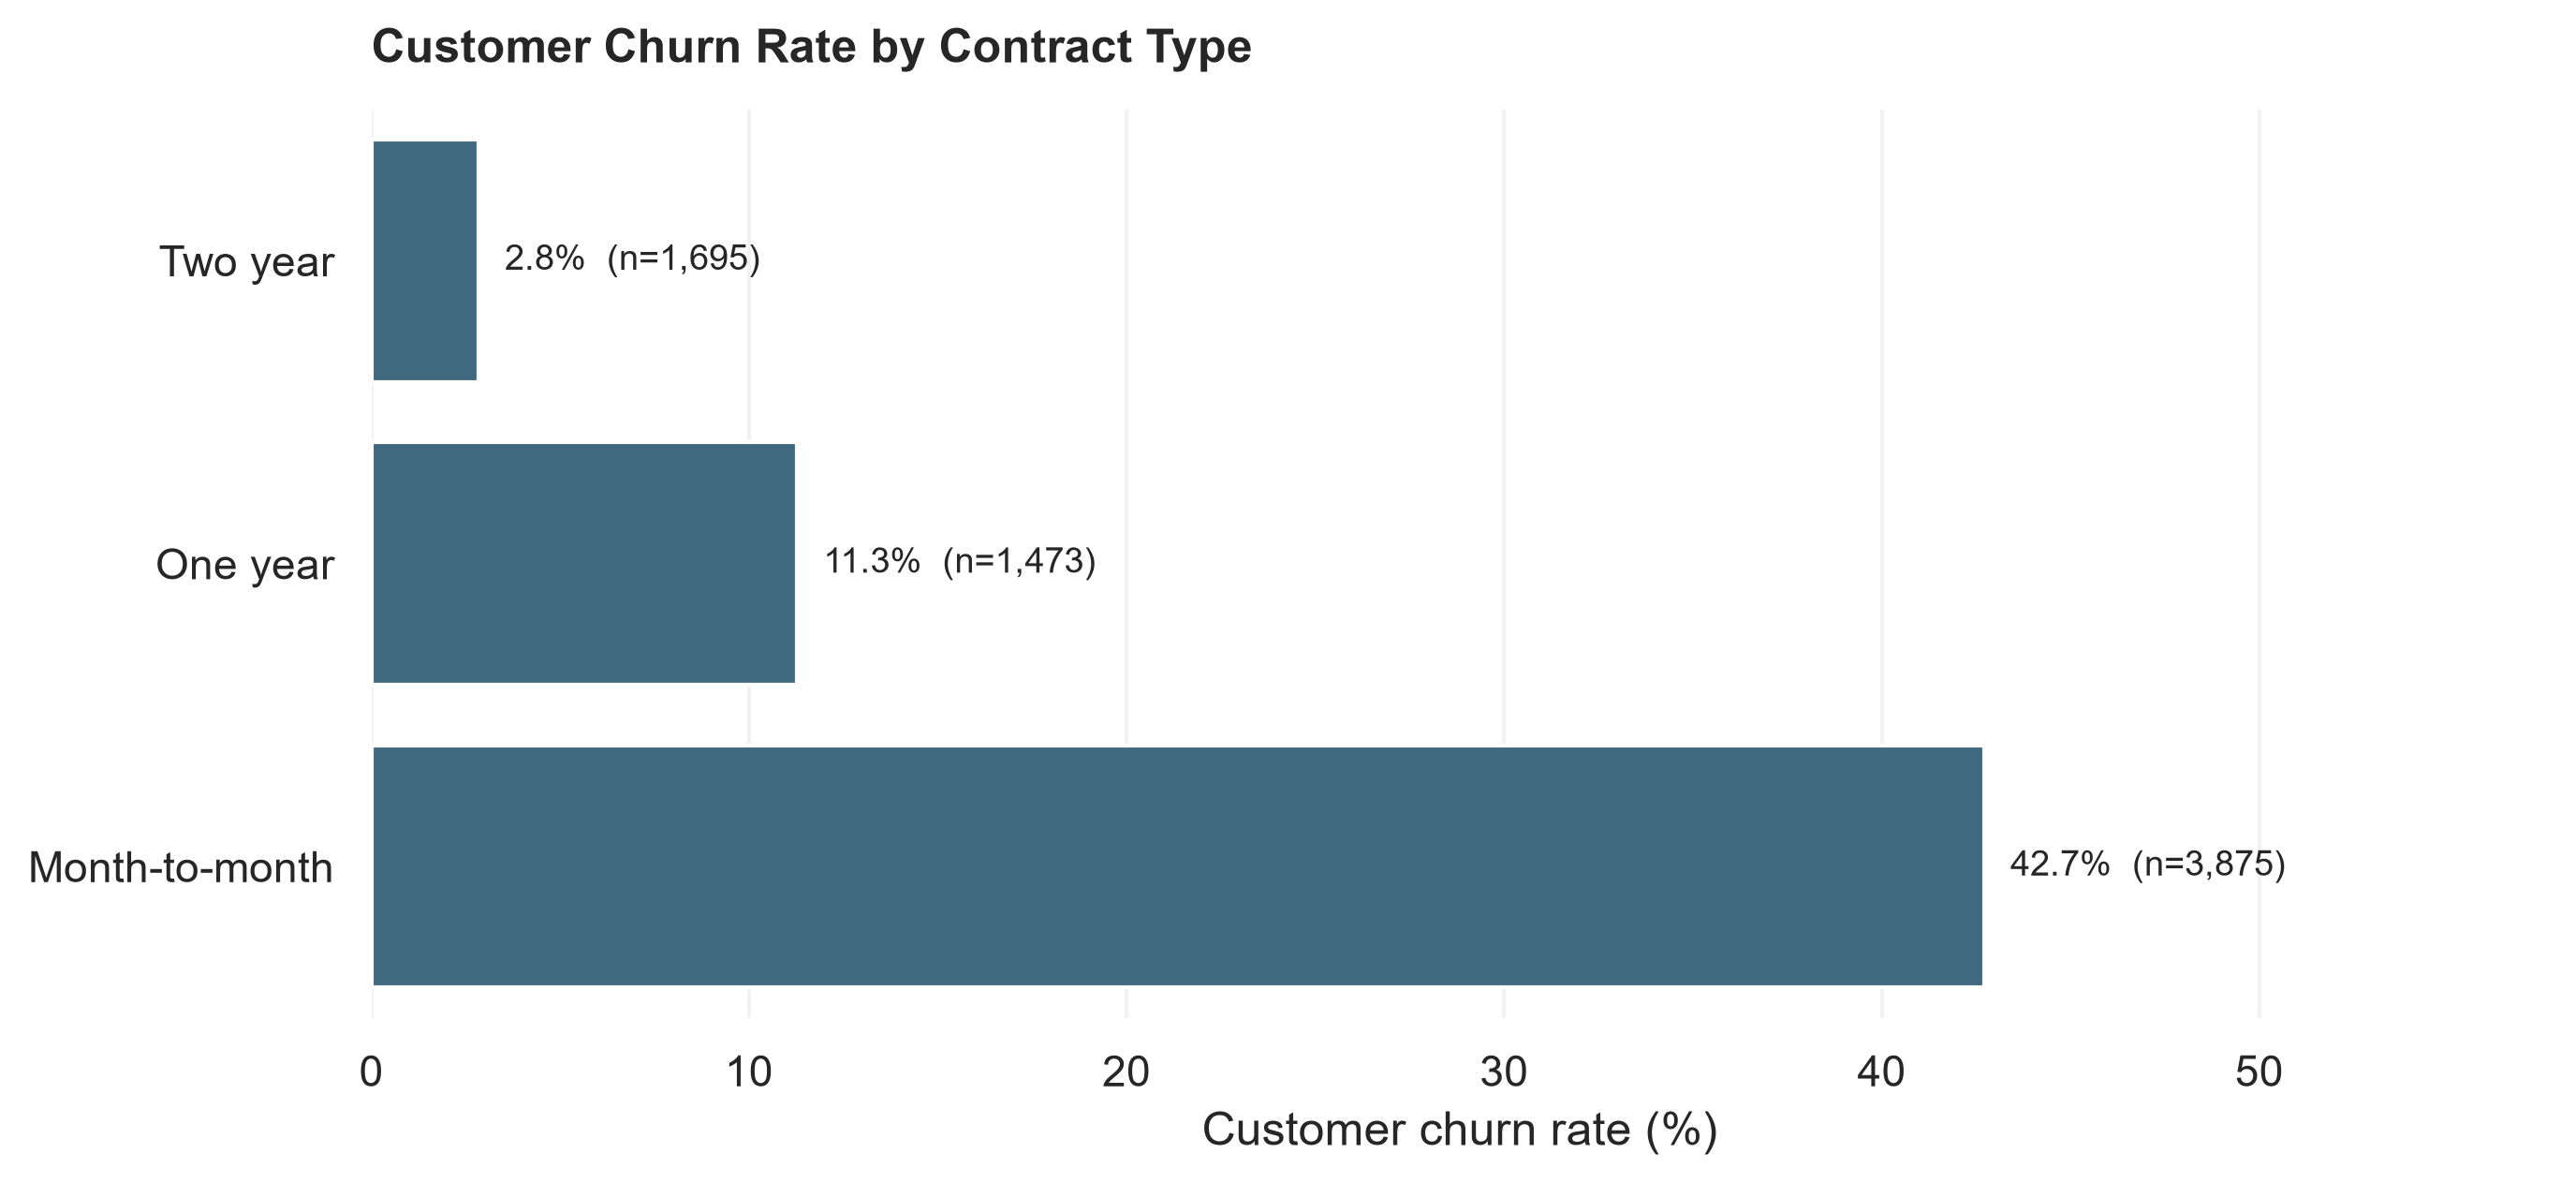 Customer Churn Rate by Contract Type
Two year
2.8%  (n=1,695)
One year
11.3%  (n=1,473)
Month-to-month
42.7%  (n=3,875)
0 10 20 30 40 50
Customer churn rate (%)